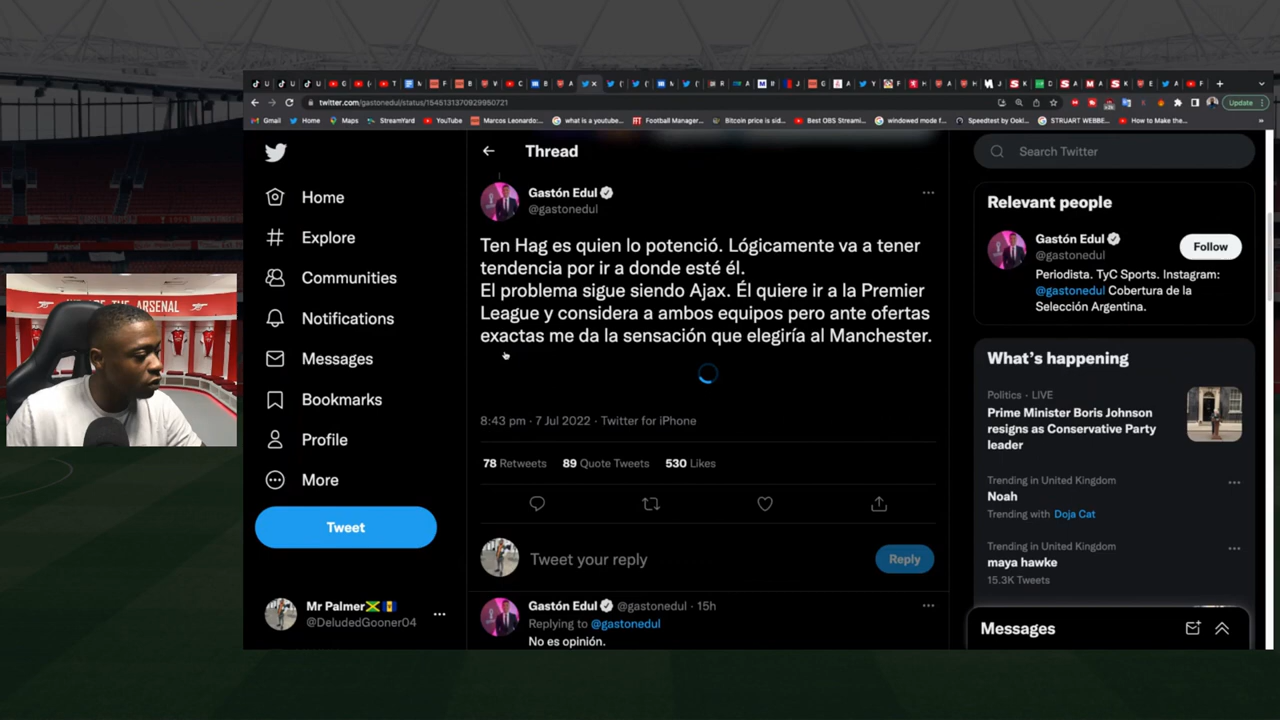 twitter.com/gastonedul/status/1545131370929950721
Update
Gmail
Home
Maps
StreamYard
YouTube
Marcos Leonardo:...
what is a youtube...
Football Manager...
Bitcoin price is sid...
Best OBS Streami...
windowed mode f...
Speedtest by Ookl...
STRUART WEBBE...
How to Make the...
Home
Explore
Communities
Notifications
Messages
Bookmarks
Profile
More
Tweet
Mr Palmer
@DeludedGooner04
Thread
Gastón Edul
@gastonedul
Ten Hag es quien lo potenció. Lógicamente va a tener
tendencia por ir a donde esté él.
El problema sigue siendo Ajax. Él quiere ir a la Premier
League y considera a ambos equipos pero ante ofertas
exactas me da la sensación que elegiría al Manchester.
8:43 pm · 7 Jul 2022 · Twitter for iPhone
78 Retweets 89 Quote Tweets 530 Likes
Tweet your reply
Reply
Gastón Edul @gastonedul · 15h
Replying to @gastonedul
No es opinión.
Search Twitter
Relevant people
Gastón Edul
@gastonedul
Follow
Periodista. TyC Sports. Instagram:
@gastonedul Cobertura de la
Selección Argentina.
What's happening
Politics · LIVE
Prime Minister Boris Johnson
resigns as Conservative Party
leader
Trending in United Kingdom
Noah
Trending with Doja Cat
Trending in United Kingdom
maya hawke
15.3K Tweets
Messages